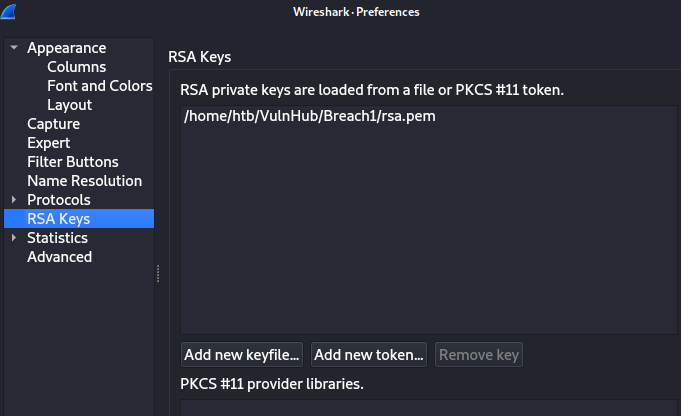 Wireshark · Preferences
Appearance
Columns
Font and Colors
Layout
Capture
Expert
Filter Buttons
Name Resolution
Protocols
RSA Keys
Statistics
Advanced
RSA Keys
RSA private keys are loaded from a file or PKCS #11 token.
/home/htb/VulnHub/Breach1/rsa.pem
Add new keyfile... Add new token... Remove key
PKCS #11 provider libraries.